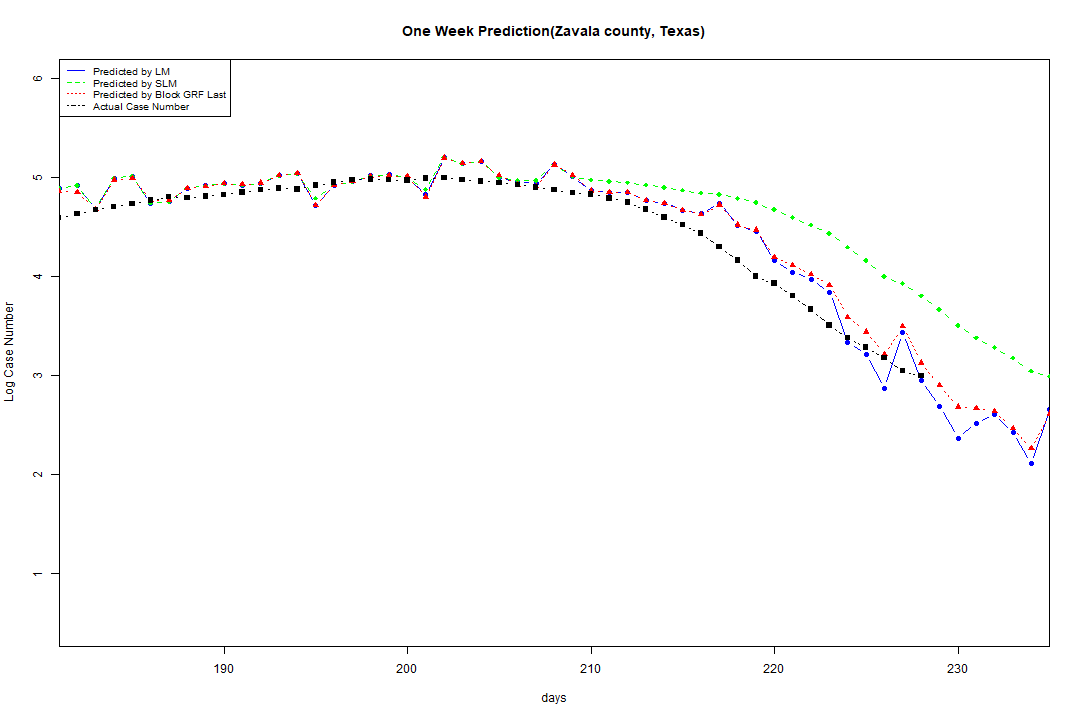 One Week Prediction(Zavala county, Texas)
Predicted by LM
Predicted by SLM
Predicted by Block GRF Last
Actual Case Number
6
5
4
3
2
1
Log Case Number
190 200 210 220 230
days